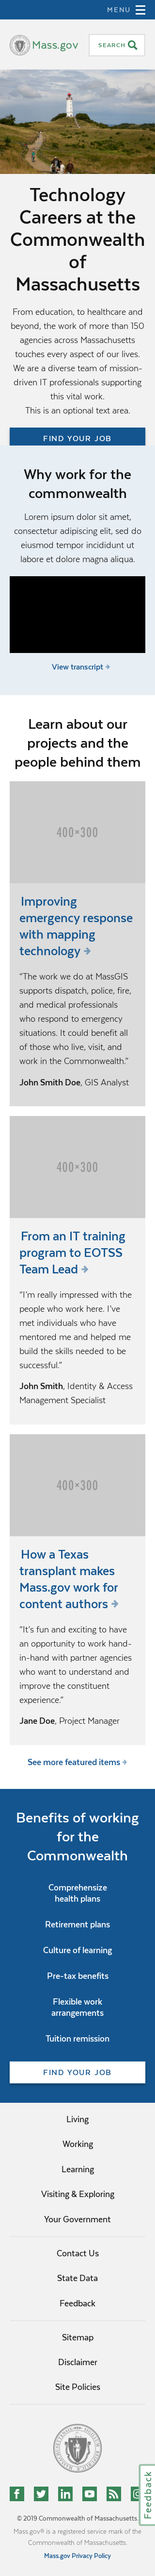 MENU
Mass.gov
SEARCH
Technology
Careers at the
Commonwealth
of
Massachusetts
From education, to healthcare and
beyond, the work of more than 150
agencies across Massachusetts
touches every aspect of our lives.
We are a diverse team of mission-
driven IT professionals supporting
this vital work.
This is an optional text area.
FIND YOUR JOB
Why work for the
commonwealth
Lorem ipsum dolor sit amet,
consectetur adipiscing elit, sed do
eiusmod tempor incididunt ut
labore et dolore magna aliqua.
View transcript
Learn about our
projects and the
people behind them
400×300
Improving
emergency response
with mapping
technology
“The work we do at MassGIS
supports dispatch, police, fire,
and medical professionals
who respond to emergency
situations. It could benefit all
of those who live, visit, and
work in the Commonwealth.”
John Smith Doe, GIS Analyst
400×300
From an IT training
program to EOTSS
Team Lead
“I’m really impressed with the
people who work here. I’ve
met individuals who have
mentored me and helped me
build the skills needed to be
successful.”
John Smith, Identity & Access
Management Specialist
400×300
How a Texas
transplant makes
Mass.gov work for
content authors
“It’s fun and exciting to have
an opportunity to work hand-
in-hand with partner agencies
who want to understand and
improve the constituent
experience.”
Jane Doe, Project Manager
See more featured items
Benefits of working
for the
Commonwealth
Comprehensize
health plans
Retirement plans
Culture of learning
Pre-tax benefits
Flexible work
arrangements
Tuition remission
FIND YOUR JOB
Living
Working
Learning
Visiting & Exploring
Your Government
Contact Us
State Data
Feedback
Sitemap
Disclaimer
Site Policies
Feedback
© 2019 Commonwealth of Massachusetts.
Mass.gov® is a registered service mark of the
Commonwealth of Massachusetts.
Mass.gov Privacy Policy